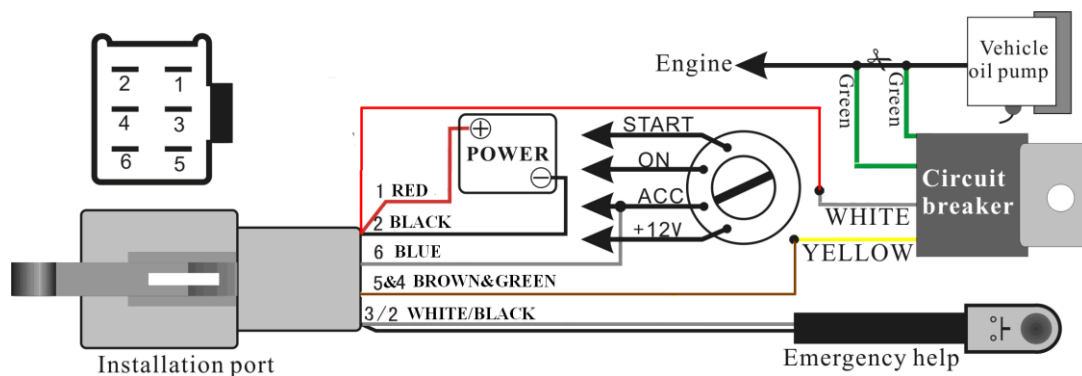 2 1
4 3
6 5
Engine
Green
Green
Vehicle
oil pump
START
ON
ACC
+12V
POWER
1 RED
2 BLACK
6 BLUE
5&4 BROWN&GREEN
3/2 WHITE/BLACK
Circuit
breaker
WHITE
YELLOW
Installation port
Emergency help